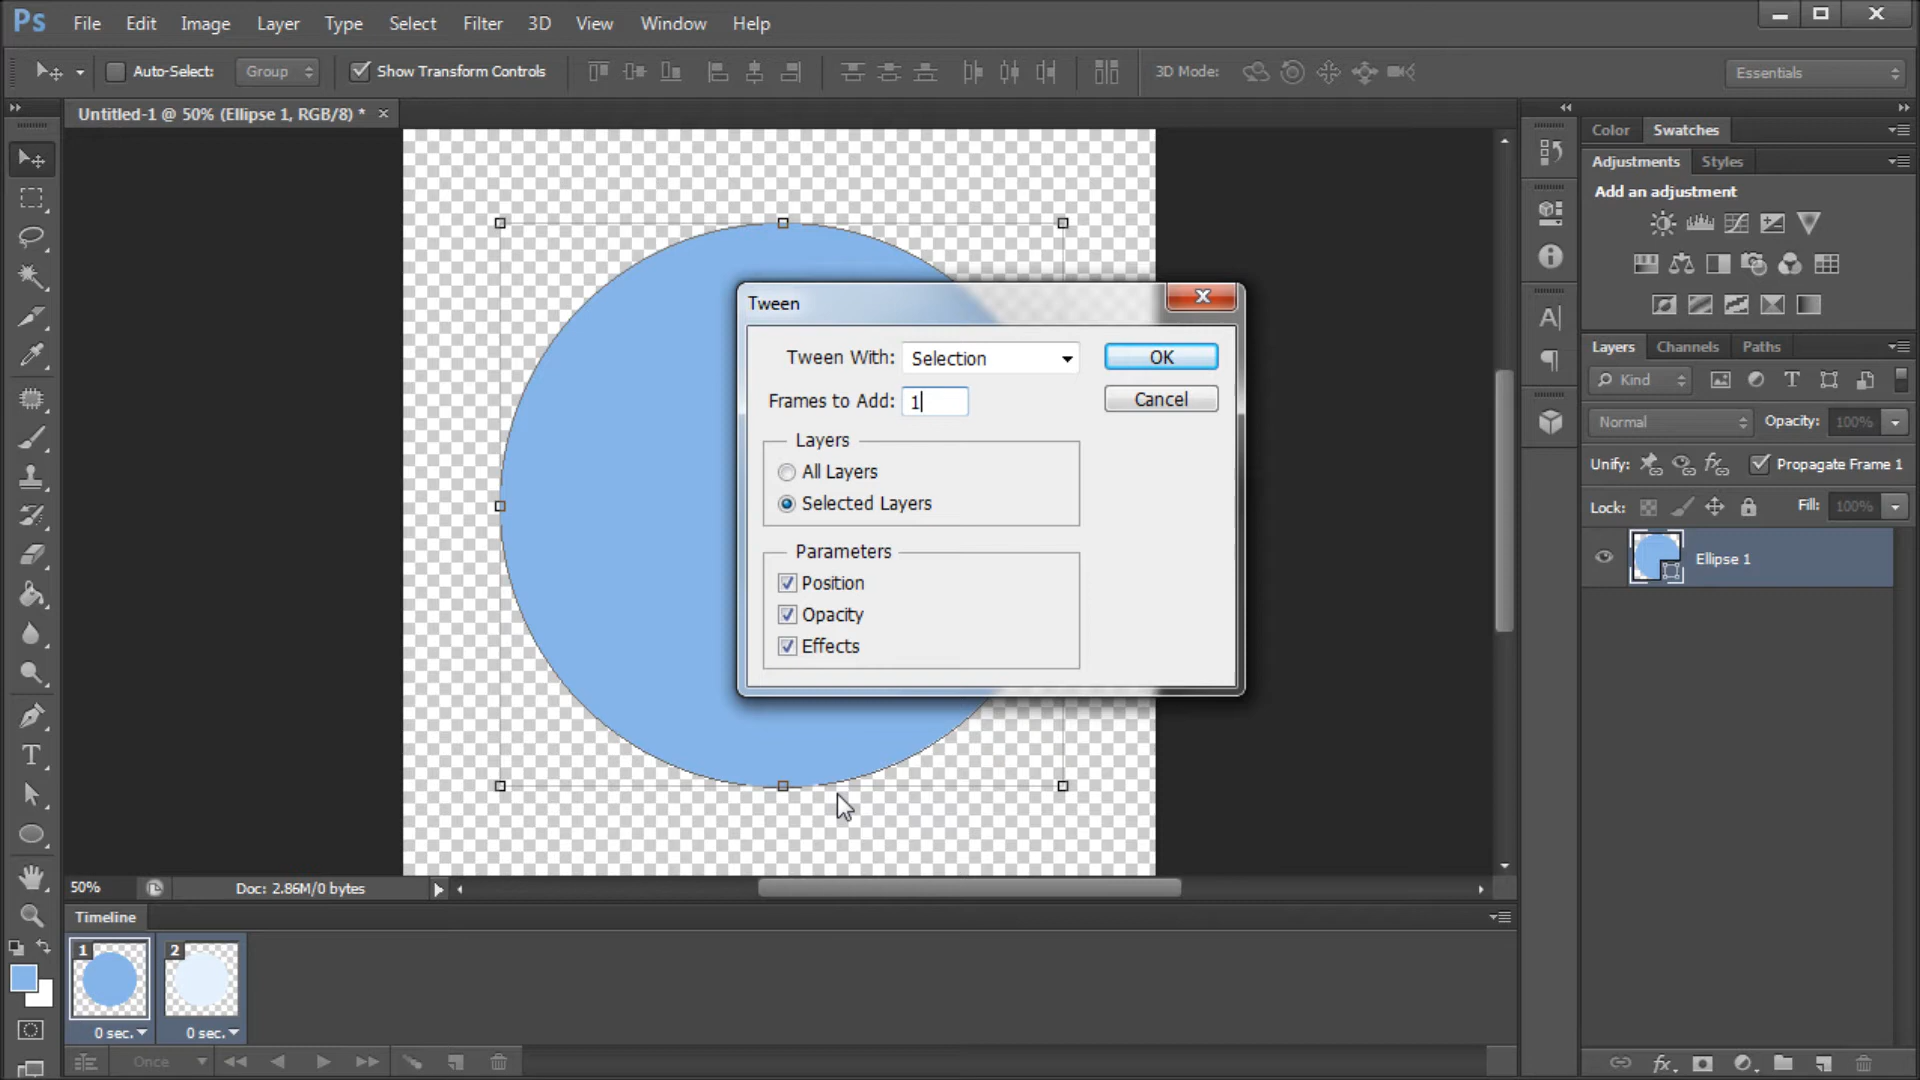 Ps File Edit Image Layer Type Select Filter 3D View Window Help
Auto-Select: Group Show Transform Controls 3D Mode: Essentials
Untitled-1 @ 50% (Ellipse 1, RGB/8) * ×
Color Swatches
Adjustments Styles
Add an adjustment
Tween
Tween With: Selection OK
Frames to Add: 1 Cancel
Layers
All Layers
Selected Layers
Parameters
Position
Opacity
Effects
Layers Channels Paths
Kind
Normal Opacity: 100%
Unify: Propagate Frame 1
Lock: Fill: 100%
Ellipse 1
50% Doc: 2.86M/0 bytes
Timeline
1 2
0 sec. 0 sec.
Once